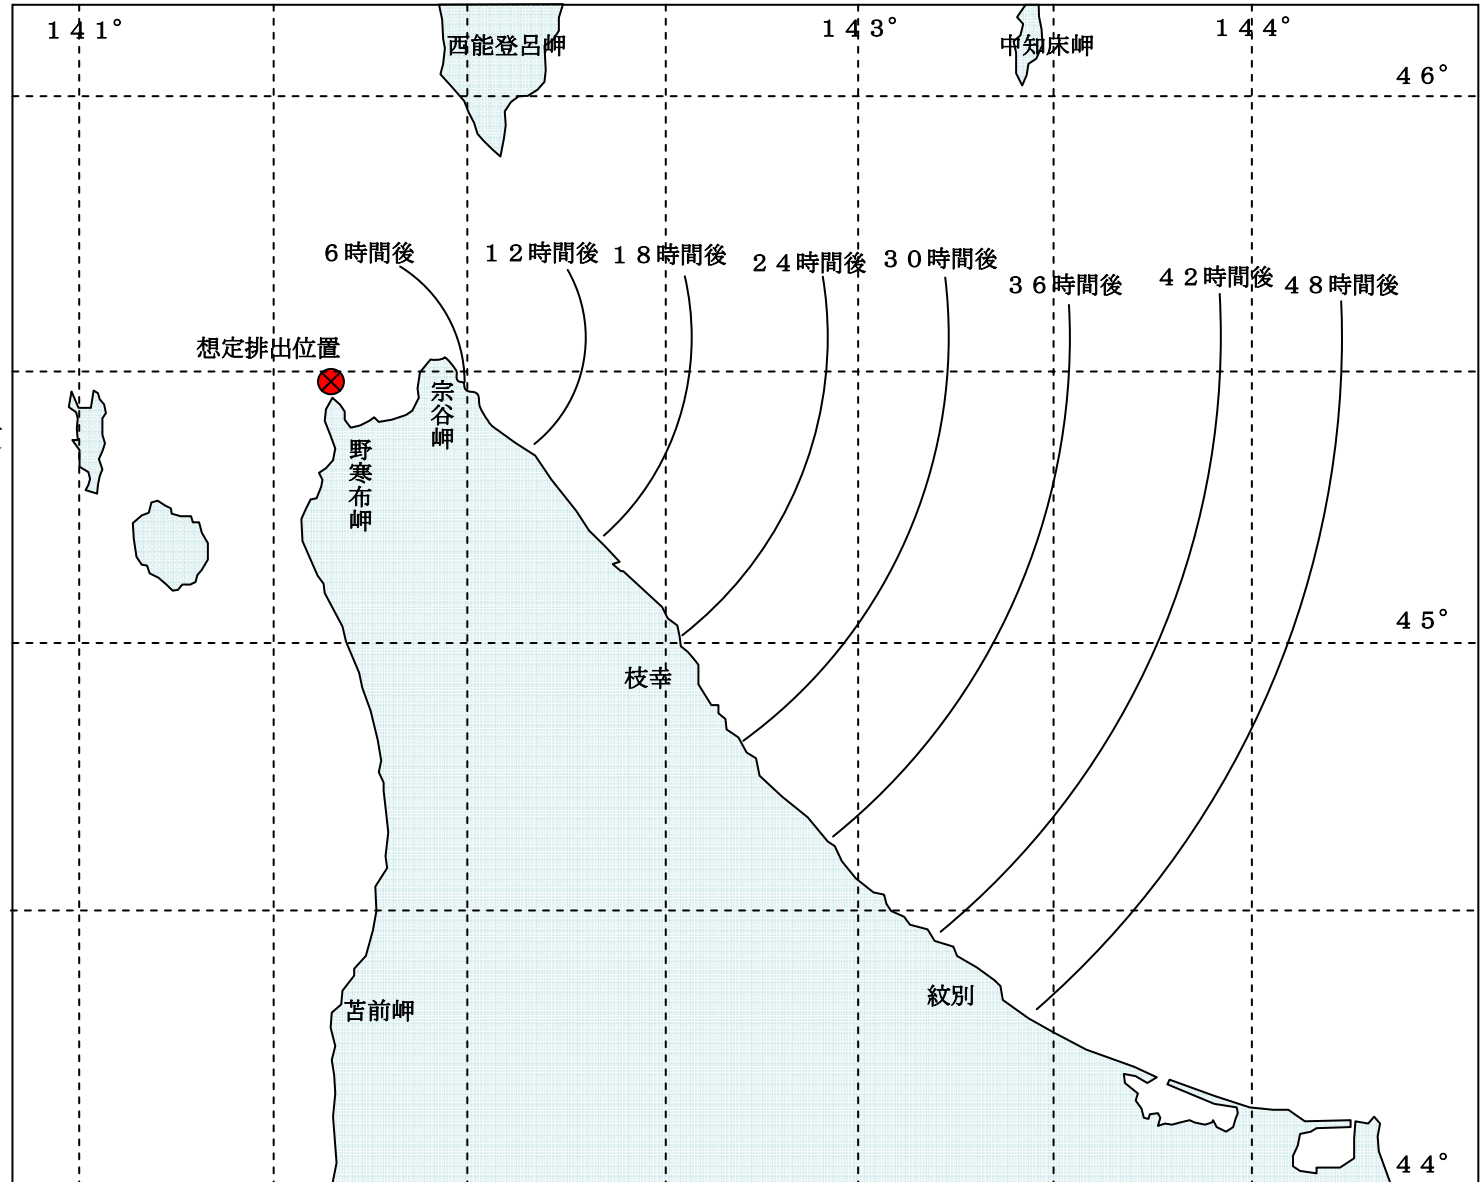 １４１°
１４３°
１４４°
西能登呂岬
中知床岬
４６°
６時間後
１２時間後
１８時間後
２４時間後
３０時間後
３６時間後
４２時間後
４８時間後
想定排出位置
宗谷岬
野寒布岬
４５°
枝幸
紋別
苫前岬
４４°